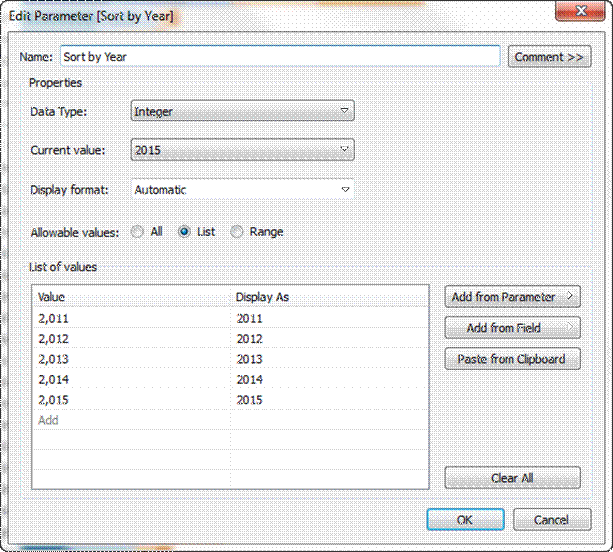 Edit Parameter [Sort by Year]
Name: Sort by Year Comment >>
Properties
Data Type: Integer
Current value: 2015
Display format: Automatic
Allowable values: All List Range
List of values
Value Display As Add from Parameter >
2,011 2011
2,012 2012 Add from Field
2,013 2013 Paste from Clipboard
2,014 2014
2,015 2015
Add
Clear All
OK Cancel